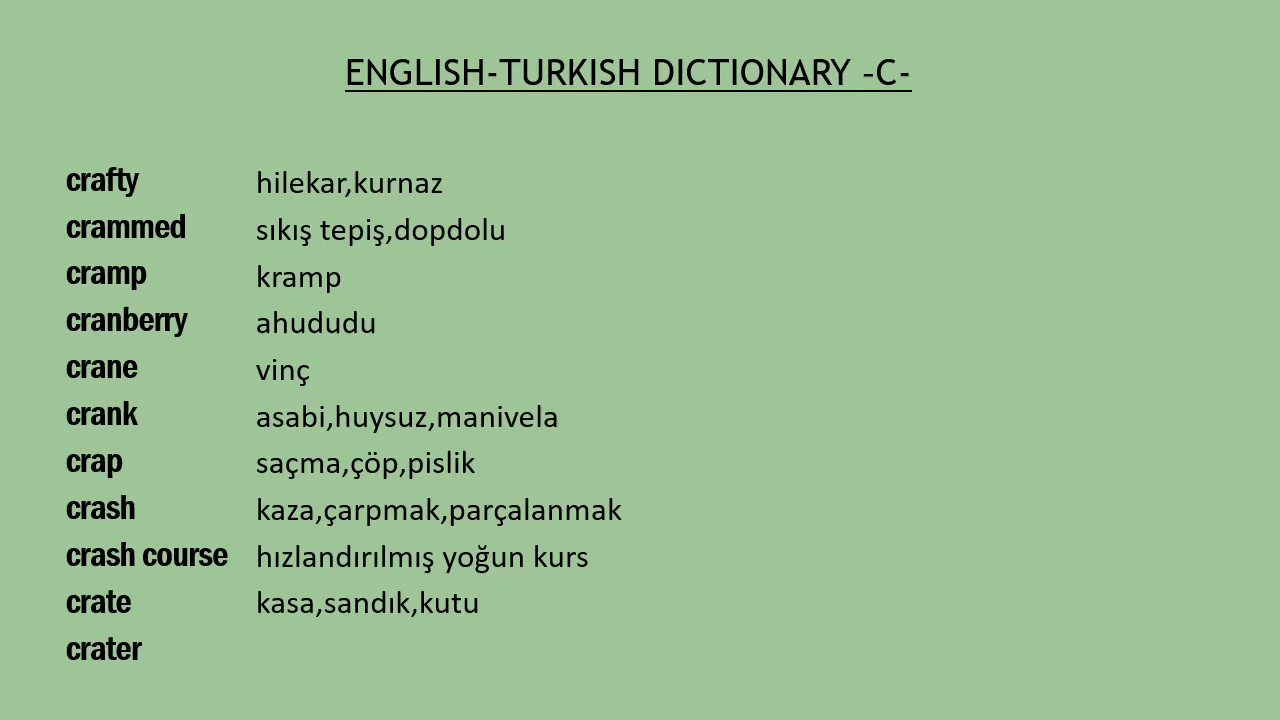 ENGLISH-TURKISH DICTIONARY –C-
crafty hilekar,kurnaz
crammed sıkış tepiş,dopdolu
cramp kramp
cranberry ahududu
crane vinç
crank asabi,huysuz,manivela
crap saçma,çöp,pislik
crash kaza,çarpmak,parçalanmak
crash course hızlandırılmış yoğun kurs
crate kasa,sandık,kutu
crater